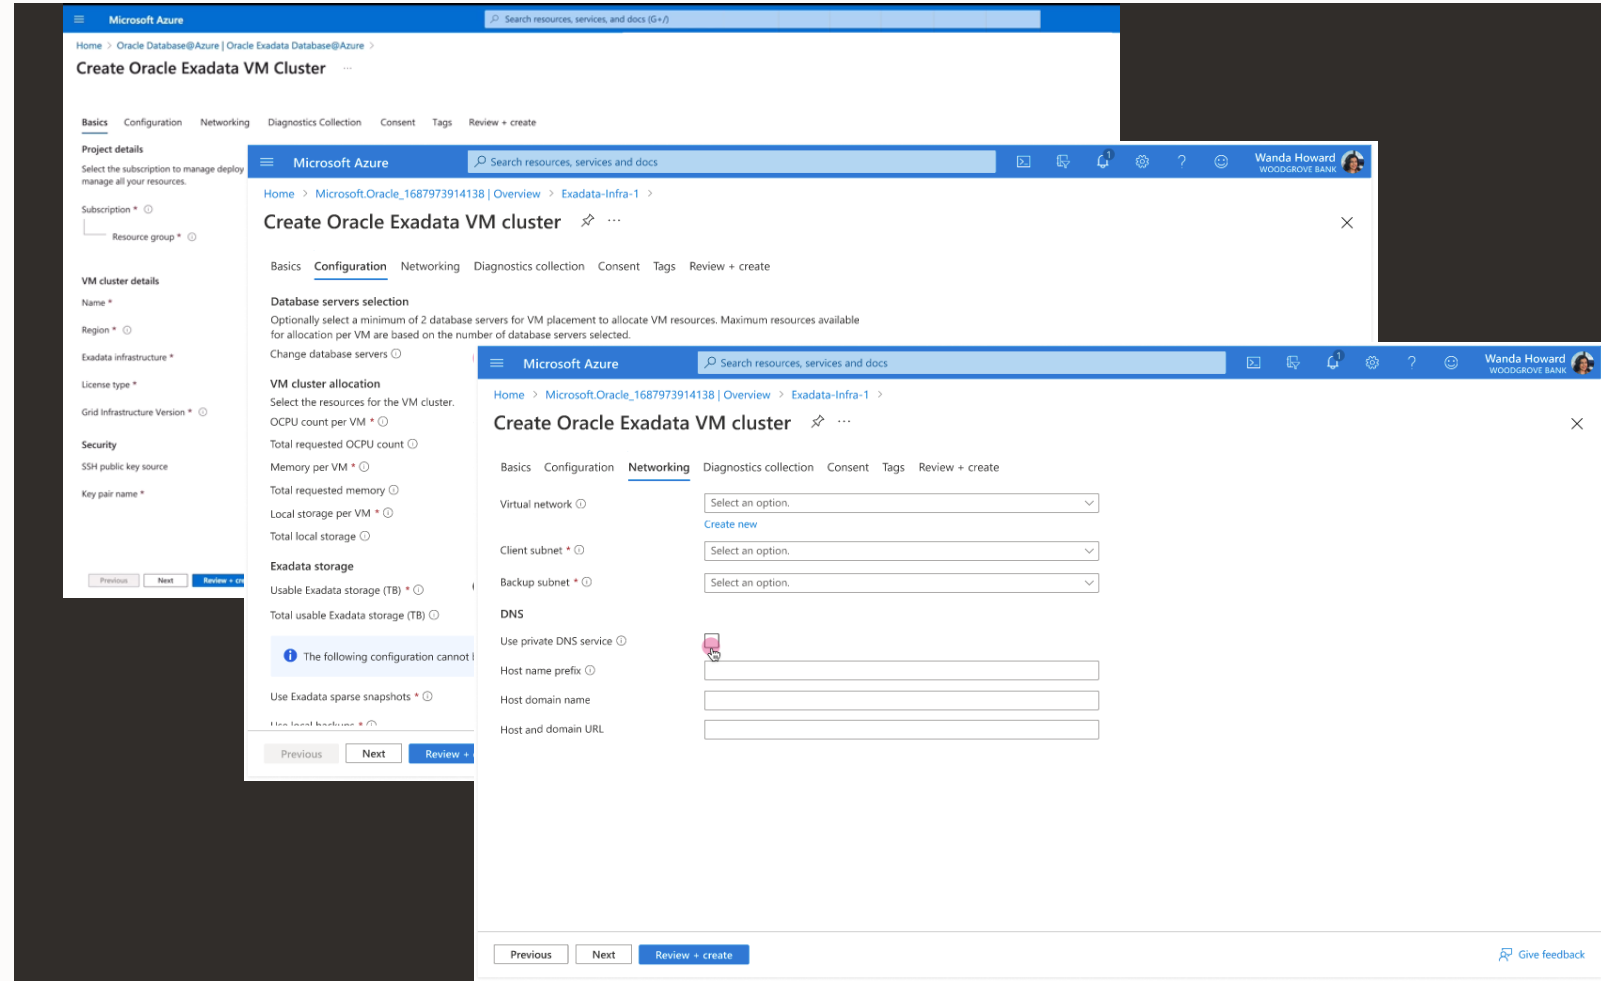 Microsoft Azure
Search resources, services, and docs (G+/)
Home > Oracle Database@Azure | Oracle Exadata Database@Azure >
Create Oracle Exadata VM Cluster ...
Basics Configuration Networking Diagnostics Collection Consent Tags Review + create
Project details
Select the subscription to manage deploy
manage all your resources.
Subscription *
Resource group *
VM cluster details
Name *
Region *
Exadata infrastructure *
License type *
Grid Infrastructure Version *
Security
SSH public key source
Key pair name *
Previous Next Review + cre
Microsoft Azure
Search resources, services and docs
1
Wanda Howard
WOODGROVE BANK
Home > Microsoft.Oracle_1687973914138 | Overview > Exadata-Infra-1 >
Create Oracle Exadata VM cluster ...
Basics Configuration Networking Diagnostics collection Consent Tags Review + create
Database servers selection
Optionally select a minimum of 2 database servers for VM placement to allocate VM resources. Maximum resources available
for allocation per VM are based on the number of database servers selected.
Change database servers
VM cluster allocation
Select the resources for the VM cluster.
OCPU count per VM *
Total requested OCPU count
Memory per VM *
Total requested memory
Local storage per VM *
Total local storage
Exadata storage
Usable Exadata storage (TB) *
Total usable Exadata storage (TB)
The following configuration cannot
Use Exadata sparse snapshots *
Use local backups *
Previous Next Review +
Microsoft Azure
Search resources, services and docs
1
Wanda Howard
WOODGROVE BANK
Home > Microsoft.Oracle_1687973914138 | Overview > Exadata-Infra-1 >
Create Oracle Exadata VM cluster ...
Basics Configuration Networking Diagnostics collection Consent Tags Review + create
Virtual network
Select an option.
Create new
Client subnet *
Select an option.
Backup subnet *
Select an option.
DNS
Use private DNS service
Host name prefix
Host domain name
Host and domain URL
Previous Next Review + create
Give feedback